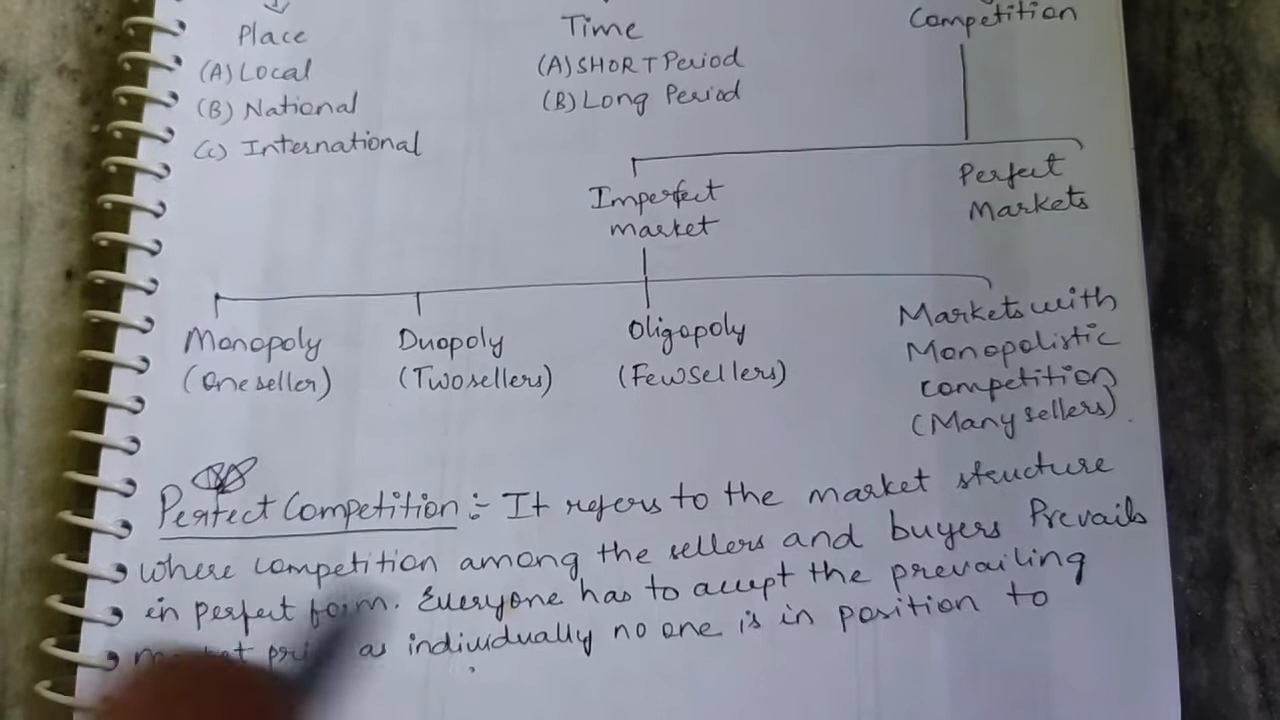 Place
(A) Local
(B) National
(C) International
Time
(A) SHORT Period
(B) Long Period
Competition
Imperfect
market
Perfect
Markets
Monopoly
(One seller)
Duopoly
(Two sellers)
Oligopoly
(Few Sellers)
Markets with
Monopolistic
competition
(Many sellers)
Perfect Competition :- It refers to the market structure
where competition among the sellers and buyers Prevails
in perfect form. Everyone has to accept the prevailing
as individually no one is in position to